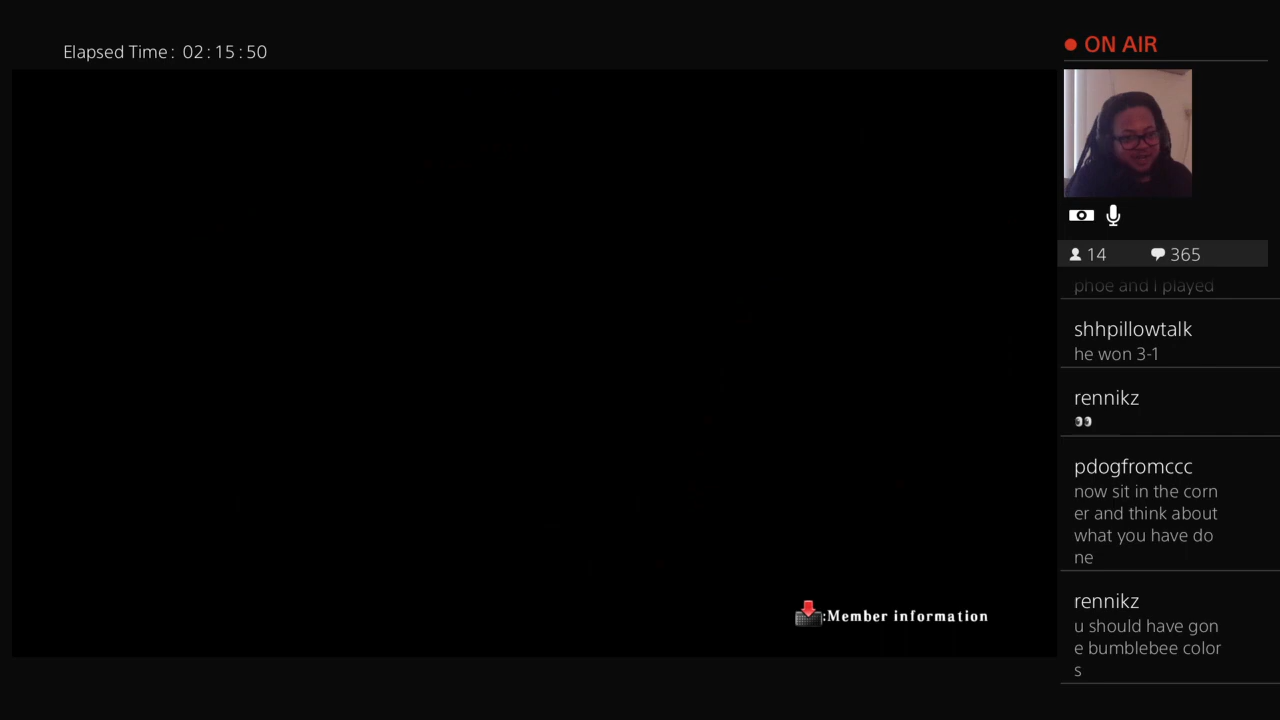 Elapsed Time: 02:15:50
ON AIR
14 365
phoe and i played
shhpillowtalk
he won 3-1
rennikz
pdogfromccc
now sit in the corn
er and think about
what you have do
ne
rennikz
u should have gon
e bumblebee color
s
:Member information